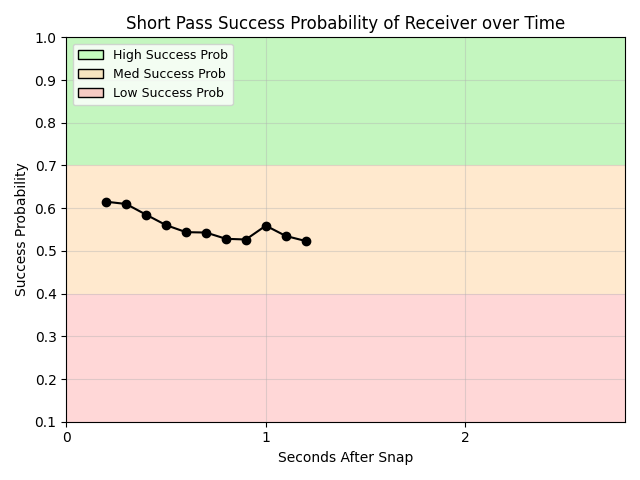 Short Pass Success Probability of Receiver over Time
1.0
High Success Prob
Med Success Prob
Low Success Prob
0.9
0.8
0.7
0.6
0.5
0.4
0.3
0.2
0.1
Success Probability
0 1 2
Seconds After Snap